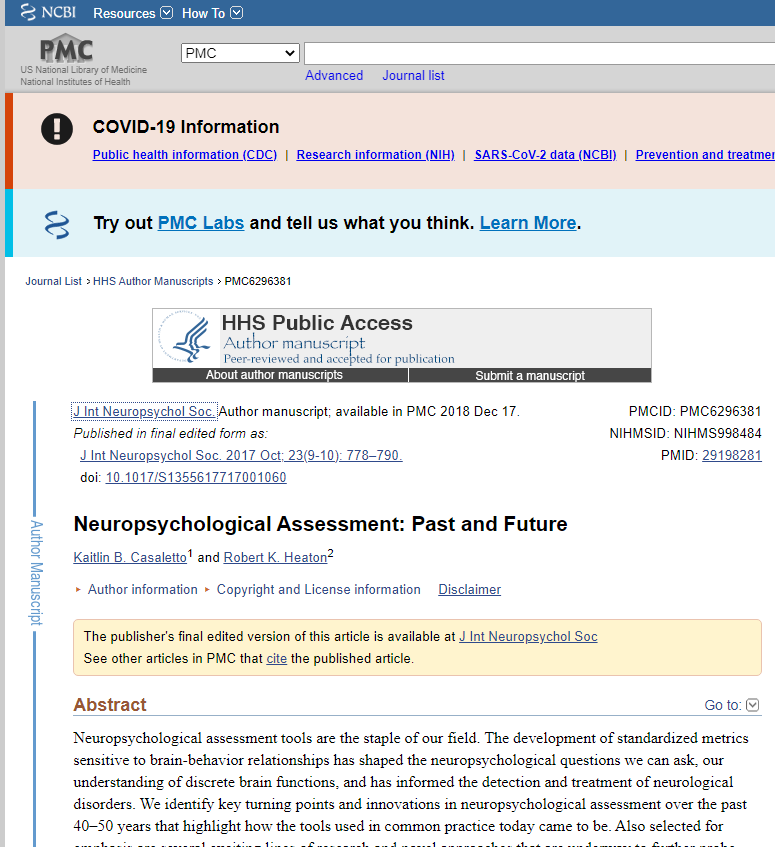 NCBI Resources How To
PMC
US National Library of Medicine
National Institutes of Health
PMC
Advanced Journal list
COVID-19 Information
Public health information (CDC) | Research information (NIH) | SARS-CoV-2 data (NCBI) | Prevention and
Try out PMC Labs and tell us what you think. Learn More.
Journal List > HHS Author Manuscripts > PMC6296381
HHS Public Access
Author manuscript
Peer-reviewed and accepted for publication
About author manuscripts Submit a manuscript
J Int Neuropsychol Soc. Author manuscript; available in PMC 2018 Dec 17. PMCID: PMC6296381
Published in final edited form as: NIHMSID: NIHMS998484
J Int Neuropsychol Soc. 2017 Oct; 23(9-10): 778–790. PMID: 29198281
doi: 10.1017/S1355617717001060
Author Manuscript
Neuropsychological Assessment: Past and Future
Kaitlin B. Casaletto1 and Robert K. Heaton2
Author information Copyright and License information Disclaimer
The publisher's final edited version of this article is available at J Int Neuropsychol Soc
See other articles in PMC that cite the published article.
Abstract Go to:
Neuropsychological assessment tools are the staple of our field. The development of standardized metrics
sensitive to brain-behavior relationships has shaped the neuropsychological questions we can ask, our
understanding of discrete brain functions, and has informed the detection and treatment of neurological
disorders. We identify key turning points and innovations in neuropsychological assessment over the past
40–50 years that highlight how the tools used in common practice today came to be. Also selected for